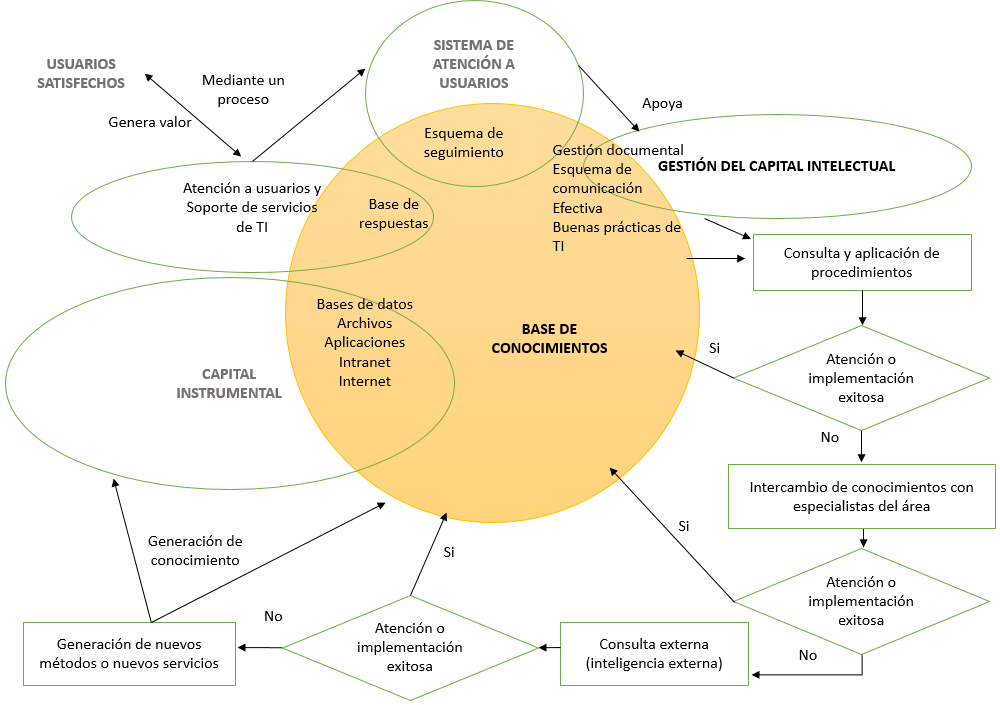 SISTEMA DE
ATENCIÓN A
USUARIOS
USUARIOS
SATISFECHOS
Mediante un
proceso
Genera valor
Apoya
Esquema de
seguimiento
Gestión documental
Esquema de
comunicación
Efectiva
Buenas prácticas de
TI
GESTIÓN DEL CAPITAL INTELECTUAL
Atención a usuarios y
Soporte de servicios
de TI
Base de
respuestas
Consulta y aplicación de
procedimientos
Bases de datos
Archivos
Aplicaciones
Intranet
Internet
BASE DE
CONOCIMIENTOS
CAPITAL
INSTRUMENTAL
Si
Atención o
implementación
exitosa
No
Intercambio de conocimientos con
especialistas del área
Si
Atención o
implementación
exitosa
No
Consulta externa
(inteligencia externa)
Atención o
implementación
exitosa
Si
No
Generación de
conocimiento
Generación de nuevos
métodos o nuevos servicios